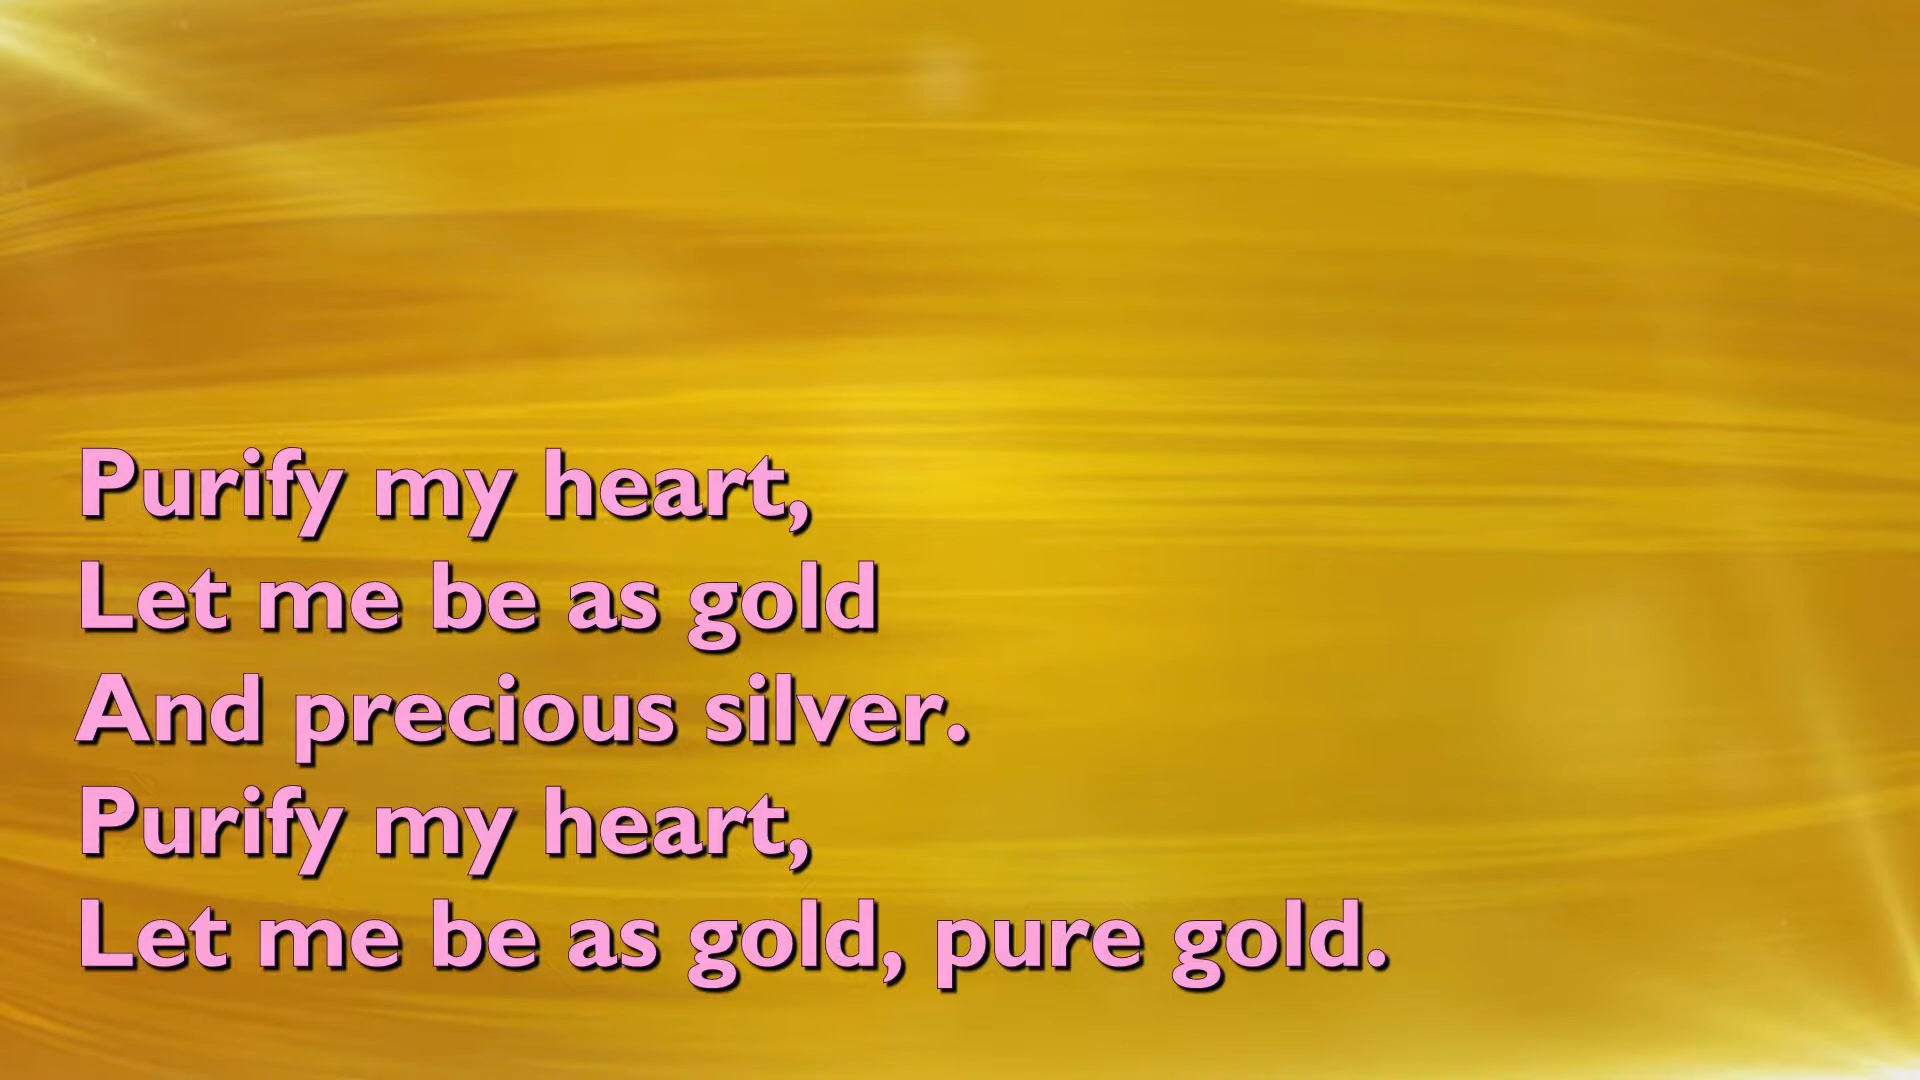 Purify my heart,
Let me be as gold
And precious silver.
Purify my heart,
Let me be as gold, pure gold.